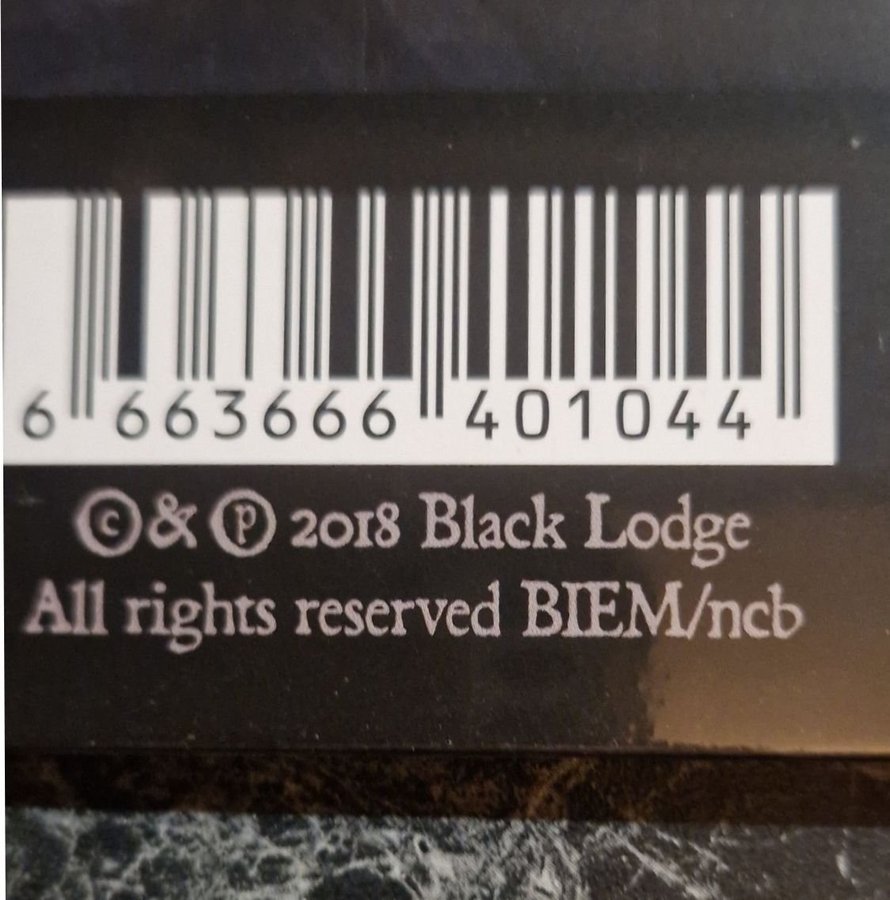 6 663666 401044
©&℗ 2018 Black Lodge
All rights reserved BIEM/ncb